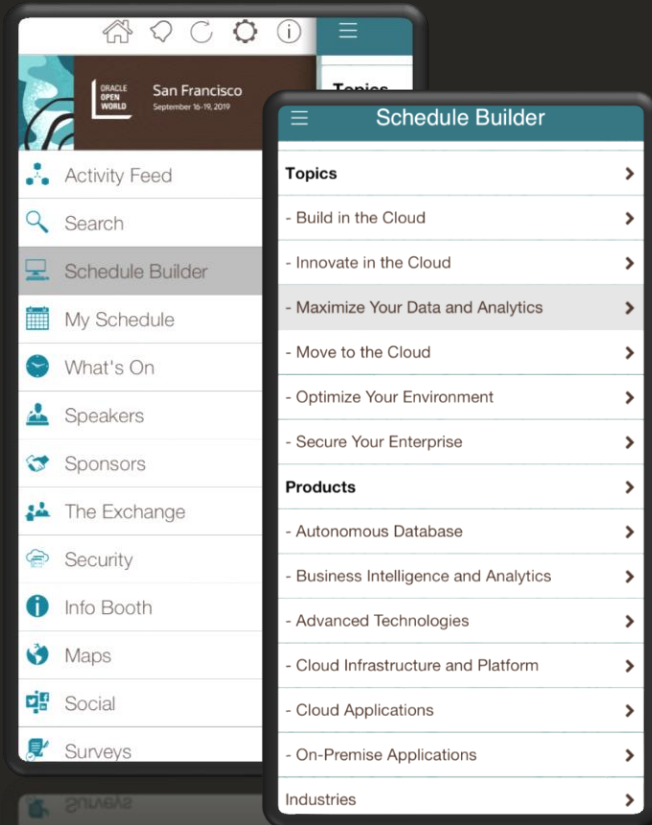 ORACLE
OPEN
WORLD
San Francisco
September 16-19, 2019
Activity Feed
Search
Schedule Builder
My Schedule
What's On
Speakers
Sponsors
The Exchange
Security
Info Booth
Maps
Social
Surveys
Surveys
Topics
Schedule Builder
Topics
- Build in the Cloud
- Innovate in the Cloud
- Maximize Your Data and Analytics
- Move to the Cloud
- Optimize Your Environment
- Secure Your Enterprise
Products
- Autonomous Database
- Business Intelligence and Analytics
- Advanced Technologies
- Cloud Infrastructure and Platform
- Cloud Applications
- On-Premise Applications
Industries